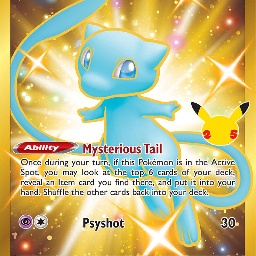 25
Ability Mysterious Tail
Once during your turn, if this Pokémon is in the Active
Spot, you may look at the top 6 cards of your deck,
reveal an Item card you find there, and put it into your
hand. Shuffle the other cards back into your deck.
Psyshot 30